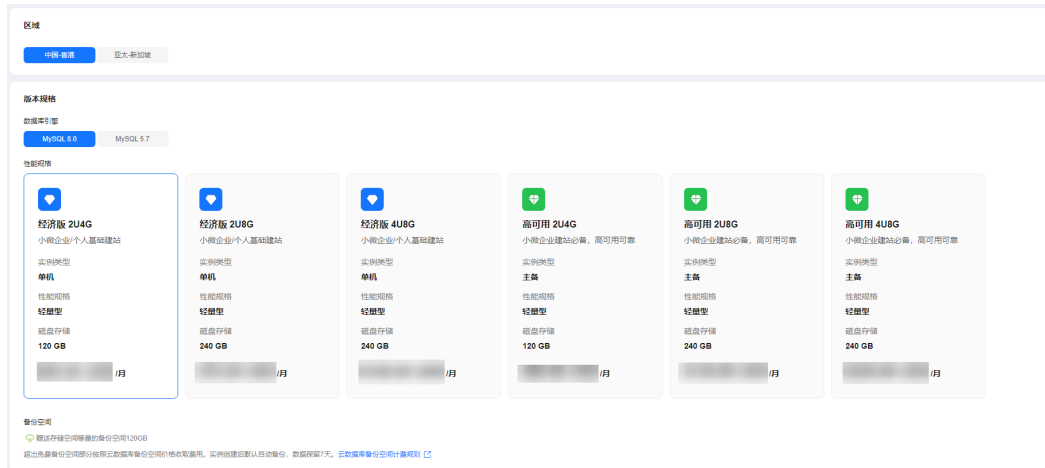 区域
中国-香港 亚太-新加坡
版本规格
数据库引擎
MySQL 8.0 MySQL 5.7
性能规格
经济版 2U4G
小微企业/个人基础建站
实例类型
单机
性能规格
轻量型
磁盘存储
120 GB
/月
经济版 2U8G
小微企业/个人基础建站
实例类型
单机
性能规格
轻量型
磁盘存储
240 GB
/月
经济版 4U8G
小微企业/个人基础建站
实例类型
单机
性能规格
轻量型
磁盘存储
240 GB
/月
高可用 2U4G
小微企业建站必备，高可用可靠
实例类型
主备
性能规格
轻量型
磁盘存储
120 GB
/月
高可用 2U8G
小微企业建站必备，高可用可靠
实例类型
主备
性能规格
轻量型
磁盘存储
240 GB
/月
高可用 4U8G
小微企业建站必备，高可用可靠
实例类型
主备
性能规格
轻量型
磁盘存储
240 GB
/月
备份空间
赠送存储空间等量的备份空间120GB
超出免费备份空间部分按照云数据库备份空间价格收取费用。实例创建后默认自动备份，数据保留7天。云数据库备份空间计费规则